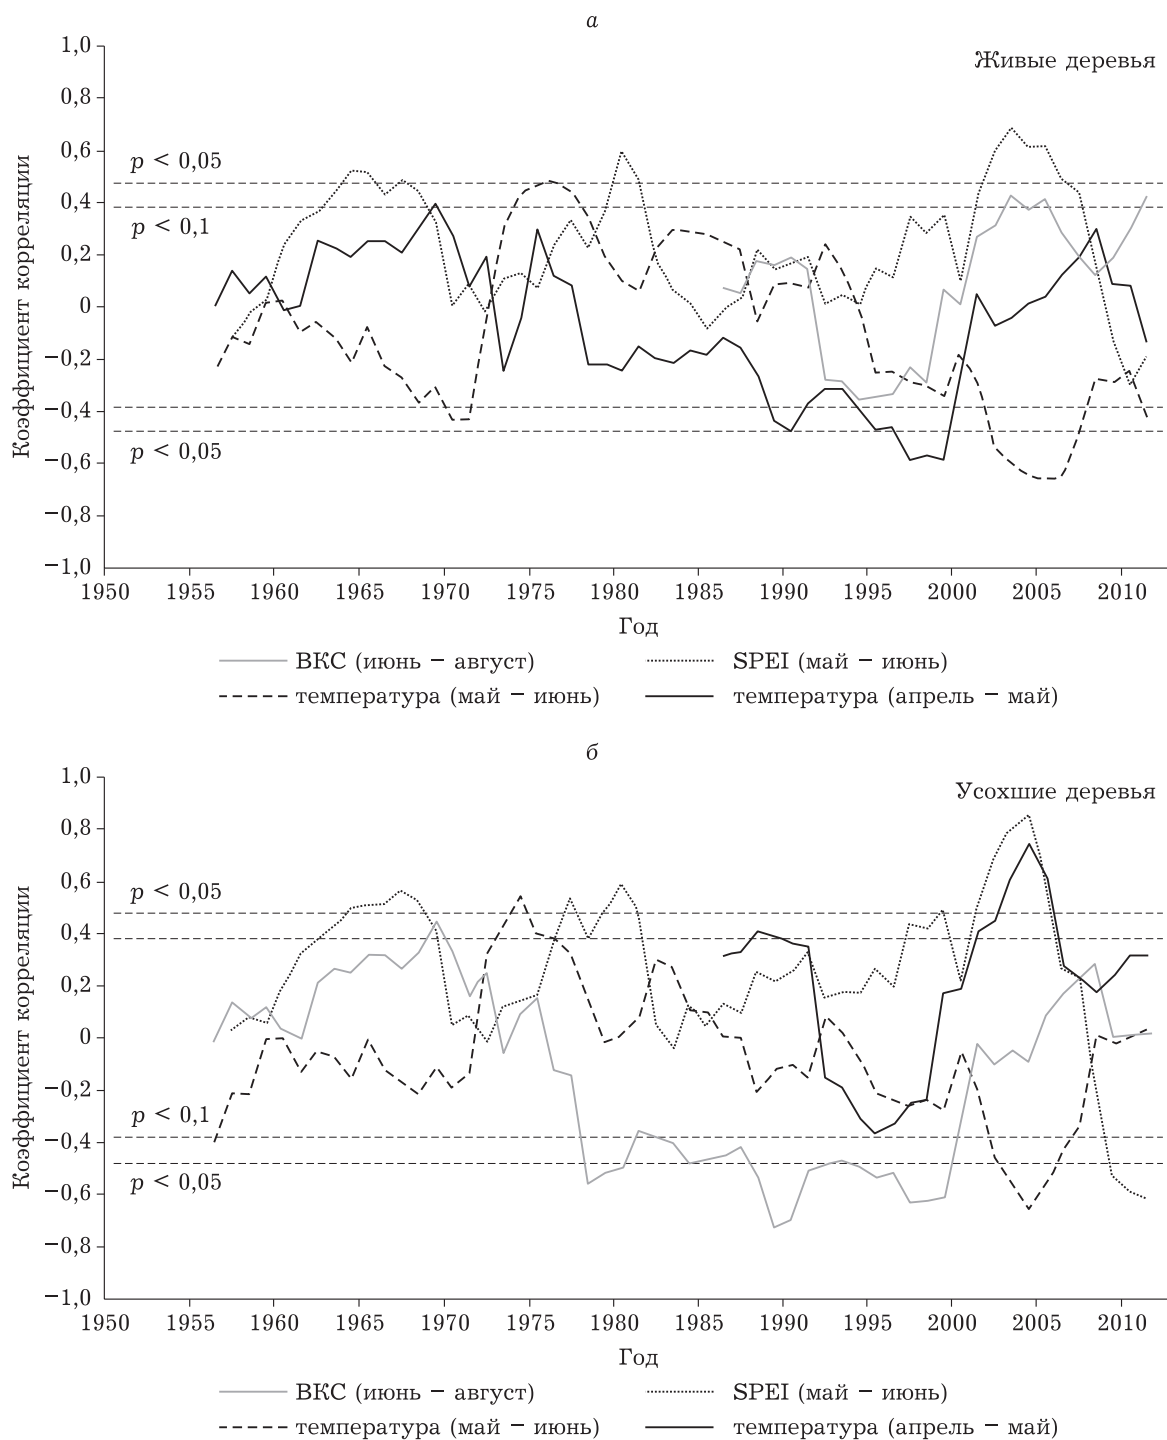 а
Живые деревья
Коэффициент корреляции
1,0
0,8
0,6
0,4
0,2
0
−0,2
−0,4
−0,6
−0,8
−1,0
p < 0,05
p < 0,1
p < 0,05
1950 1955 1960 1965 1970 1975 1980 1985 1990 1995 2000 2005 2010
Год
ВКС (июнь − август) SPEI (май − июнь)
температура (май − июнь) температура (апрель − май)
б
Усохшие деревья
Коэффициент корреляции
1,0
0,8
0,6
0,4
0,2
0
−0,2
−0,4
−0,6
−0,8
−1,0
p < 0,05
p < 0,1
p < 0,05
1950 1955 1960 1965 1970 1975 1980 1985 1990 1995 2000 2005 2010
Год
ВКС (июнь − август) SPEI (май − июнь)
температура (май − июнь) температура (апрель − май)